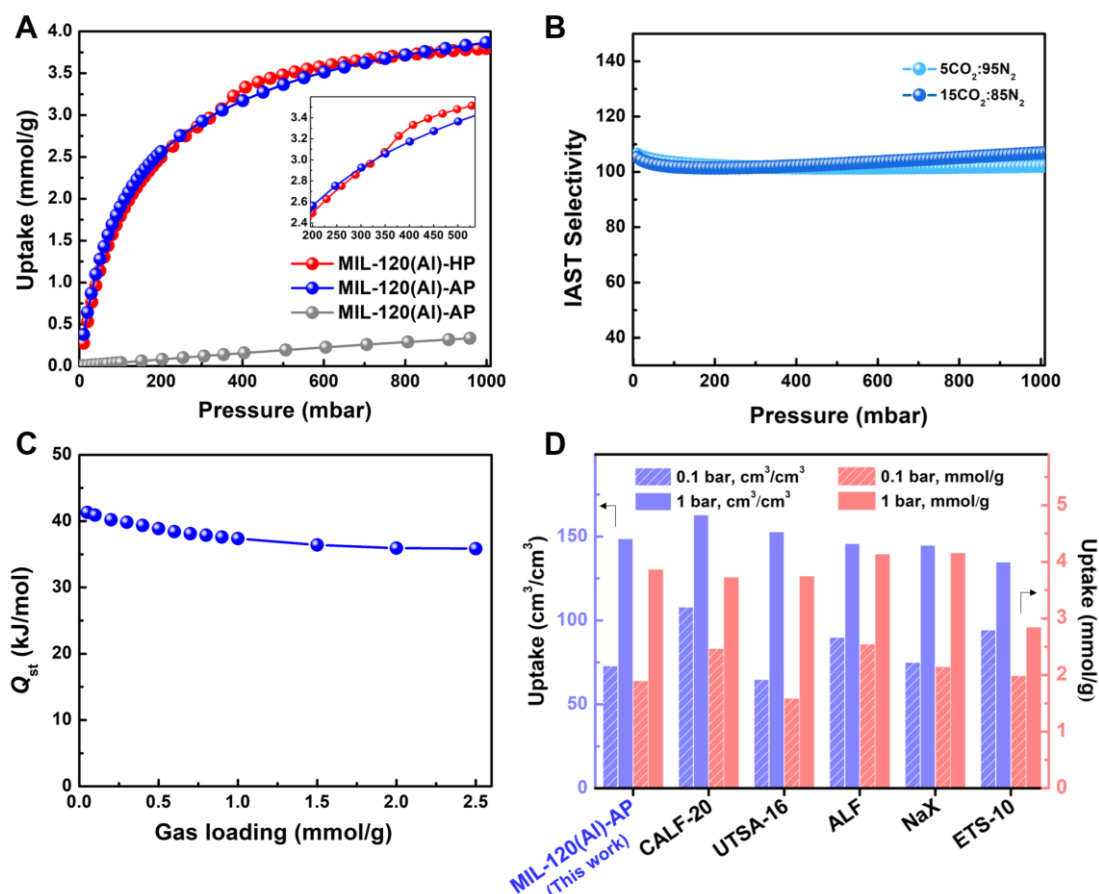 A
Uptake (mmol/g)
4.0
3.5
3.0
2.5
2.0
1.5
1.0
0.5
0.0
3.4
3.2
3.0
2.8
2.6
2.4
200 250 300 350 400 450 500
MIL-120(Al)-HP
MIL-120(Al)-AP
MIL-120(Al)-AP
0 200 400 600 800 1000
Pressure (mbar)
B
IAST Selectivity
140
120
100
80
60
40
5CO₂:95N₂
15CO₂:85N₂
0 200 400 600 800 1000
Pressure (mbar)
C
Qst (kJ/mol)
50
40
30
20
10
0
0.0 0.5 1.0 1.5 2.0 2.5
Gas loading (mmol/g)
D
Uptake (cm³/cm³)
150
100
50
0
0.1 bar, cm³/cm³
1 bar, cm³/cm³
0.1 bar, mmol/g
1 bar, mmol/g
5
4
3
2
1
0
Uptake (mmol/g)
MIL-120(Al)-AP
(This work)
CALF-20
UTSA-16
ALF
NaX
ETS-10